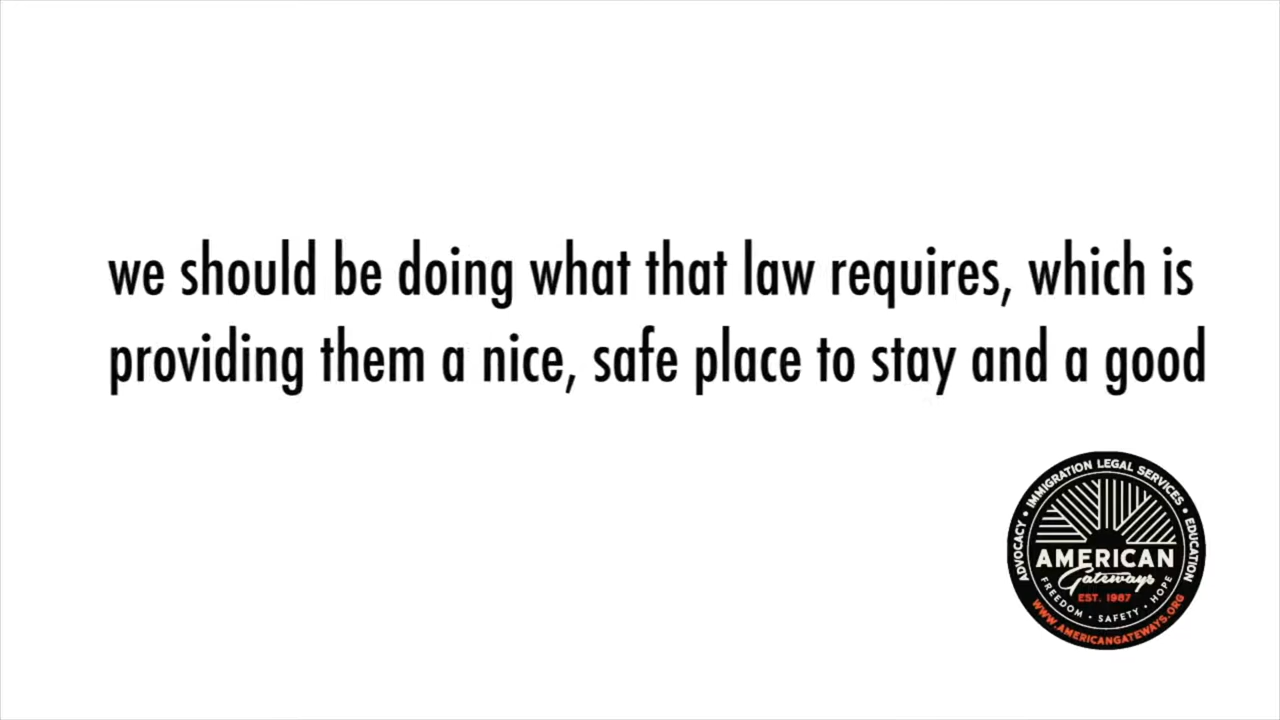 we should be doing what that law requires, which is
providing them a nice, safe place to stay and a good
ADVOCACY • IMMIGRATION LEGAL SERVICES • EDUCATION
AMERICAN
Gateways
EST. 1987
FREEDOM • SAFETY • HOPE
WWW.AMERICANGATEWAYS.ORG